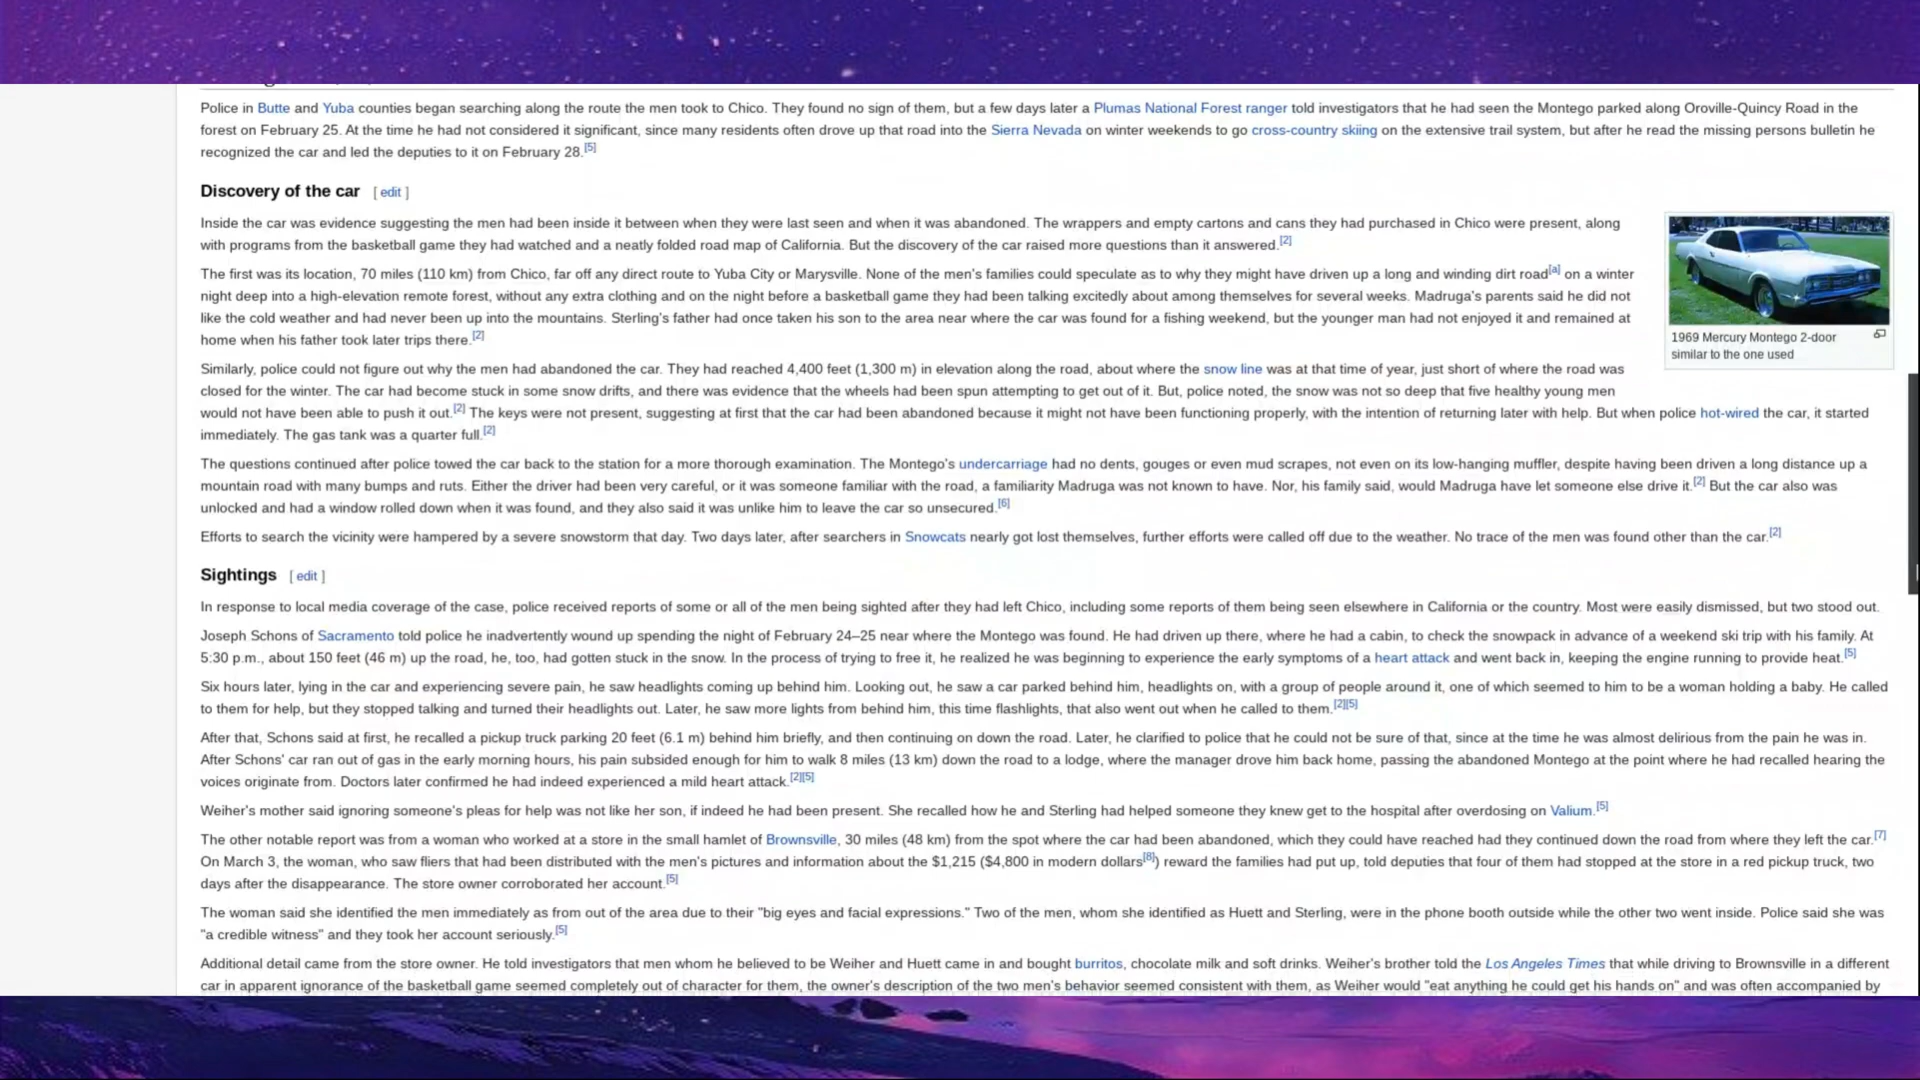 Police in Butte and Yuba counties began searching along the route the men took to Chico. They found no sign of them, but a few days later a Plumas National Forest ranger told investigators that he had seen the Montego parked along Oroville-Quincy Road in the
forest on February 25. At the time he had not considered it significant, since many residents often drove up that road into the Sierra Nevada on winter weekends to go cross-country skiing on the extensive trail system, but after he read the missing persons bulletin he
recognized the car and led the deputies to it on February 28.[5]
Discovery of the car [ edit ]
Inside the car was evidence suggesting the men had been inside it between when they were last seen and when it was abandoned. The wrappers and empty cartons and cans they had purchased in Chico were present, along
with programs from the basketball game they had watched and a neatly folded road map of California. But the discovery of the car raised more questions than it answered.[2]
The first was its location, 70 miles (110 km) from Chico, far off any direct route to Yuba City or Marysville. None of the men's families could speculate as to why they might have driven up a long and winding dirt road[a] on a winter
night deep into a high-elevation remote forest, without any extra clothing and on the night before a basketball game they had been talking excitedly about among themselves for several weeks. Madruga's parents said he did not
like the cold weather and had never been up into the mountains. Sterling's father had once taken his son to the area near where the car was found for a fishing weekend, but the younger man had not enjoyed it and remained at
home when his father took later trips there.[2]
1969 Mercury Montego 2-door
similar to the one used
Similarly, police could not figure out why the men had abandoned the car. They had reached 4,400 feet (1,300 m) in elevation along the road, about where the snow line was at that time of year, just short of where the road was
closed for the winter. The car had become stuck in some snow drifts, and there was evidence that the wheels had been spun attempting to get out of it. But, police noted, the snow was not so deep that five healthy young men
would not have been able to push it out.[2] The keys were not present, suggesting at first that the car had been abandoned because it might not have been functioning properly, with the intention of returning later with help. But when police hot-wired the car, it started
immediately. The gas tank was a quarter full.[2]
The questions continued after police towed the car back to the station for a more thorough examination. The Montego's undercarriage had no dents, gouges or even mud scrapes, not even on its low-hanging muffler, despite having been driven a long distance up a
mountain road with many bumps and ruts. Either the driver had been very careful, or it was someone familiar with the road, a familiarity Madruga was not known to have. Nor, his family said, would Madruga have let someone else drive it.[2] But the car also was
unlocked and had a window rolled down when it was found, and they also said it was unlike him to leave the car so unsecured.[6]
Efforts to search the vicinity were hampered by a severe snowstorm that day. Two days later, after searchers in Snowcats nearly got lost themselves, further efforts were called off due to the weather. No trace of the men was found other than the car.[2]
Sightings [ edit ]
In response to local media coverage of the case, police received reports of some or all of the men being sighted after they had left Chico, including some reports of them being seen elsewhere in California or the country. Most were easily dismissed, but two stood out.
Joseph Schons of Sacramento told police he inadvertently wound up spending the night of February 24–25 near where the Montego was found. He had driven up there, where he had a cabin, to check the snowpack in advance of a weekend ski trip with his family. At
5:30 p.m., about 150 feet (46 m) up the road, he, too, had gotten stuck in the snow. In the process of trying to free it, he realized he was beginning to experience the early symptoms of a heart attack and went back in, keeping the engine running to provide heat.[5]
Six hours later, lying in the car and experiencing severe pain, he saw headlights coming up behind him. Looking out, he saw a car parked behind him, headlights on, with a group of people around it, one of which seemed to him to be a woman holding a baby. He called
to them for help, but they stopped talking and turned their headlights out. Later, he saw more lights from behind him, this time flashlights, that also went out when he called to them.[2][5]
After that, Schons said at first, he recalled a pickup truck parking 20 feet (6.1 m) behind him briefly, and then continuing on down the road. Later, he clarified to police that he could not be sure of that, since at the time he was almost delirious from the pain he was in.
After Schons' car ran out of gas in the early morning hours, his pain subsided enough for him to walk 8 miles (13 km) down the road to a lodge, where the manager drove him back home, passing the abandoned Montego at the point where he had recalled hearing the
voices originate from. Doctors later confirmed he had indeed experienced a mild heart attack.[2][5]
Weiher's mother said ignoring someone's pleas for help was not like her son, if indeed he had been present. She recalled how he and Sterling had helped someone they knew get to the hospital after overdosing on Valium.[5]
The other notable report was from a woman who worked at a store in the small hamlet of Brownsville, 30 miles (48 km) from the spot where the car had been abandoned, which they could have reached had they continued down the road from where they left the car.[7]
On March 3, the woman, who saw fliers that had been distributed with the men's pictures and information about the $1,215 ($4,800 in modern dollars[8]) reward the families had put up, told deputies that four of them had stopped at the store in a red pickup truck, two
days after the disappearance. The store owner corroborated her account.[5]
The woman said she identified the men immediately as from out of the area due to their "big eyes and facial expressions." Two of the men, whom she identified as Huett and Sterling, were in the phone booth outside while the other two went inside. Police said she was
"a credible witness" and they took her account seriously.[5]
Additional detail came from the store owner. He told investigators that men whom he believed to be Weiher and Huett came in and bought burritos, chocolate milk and soft drinks. Weiher's brother told the Los Angeles Times that while driving to Brownsville in a different
car in apparent ignorance of the basketball game seemed completely out of character for them, the owner's description of the two men's behavior seemed consistent with them, as Weiher would "eat anything he could get his hands on" and was often accompanied by